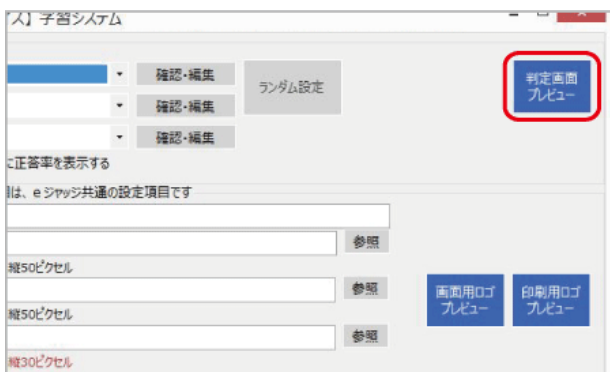 ス】学習システム
確認・編集
ランダム設定
判定画面
プレビュー
確認・編集
確認・編集
に正答率を表示する
目は、eジャッジ共通の設定項目です
参照
縦50ピクセル
参照
画面用ロゴ
プレビュー
印刷用ロゴ
プレビュー
縦50ピクセル
参照
縦30ピクセル